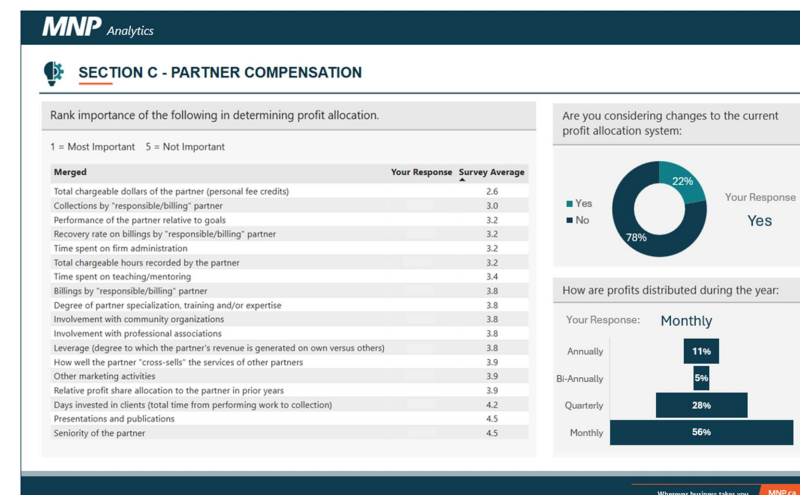 MNP Analytics
SECTION C - PARTNER COMPENSATION
Rank importance of the following in determining profit allocation.
1 = Most Important 5 = Not Important
Merged Your Response Survey Average
Total chargeable dollars of the partner (personal fee credits) 2.6
Collections by "responsible/billing" partner 3.0
Performance of the partner relative to goals 3.2
Recovery rate on billings by "responsible/billing" partner 3.2
Time spent on firm administration 3.2
Total chargeable hours recorded by the partner 3.2
Time spent on teaching/mentoring 3.4
Billings by "responsible/billing" partner 3.8
Degree of partner specialization, training and/or expertise 3.8
Involvement with community organizations 3.8
Involvement with professional associations 3.8
Leverage (degree to which the partner's revenue is generated on own versus others) 3.8
How well the partner "cross-sells" the services of other partners 3.9
Other marketing activities 3.9
Relative profit share allocation to the partner in prior years 3.9
Days invested in clients (total time from performing work to collection) 4.2
Presentations and publications 4.5
Seniority of the partner 4.5
Are you considering changes to the current
profit allocation system:
22%
Yes
No
78%
Your Response
Yes
How are profits distributed during the year:
Your Response: Monthly
Annually 11%
Bi-Annually 5%
Quarterly 28%
Monthly 56%
Wherever business takes you MNP.ca